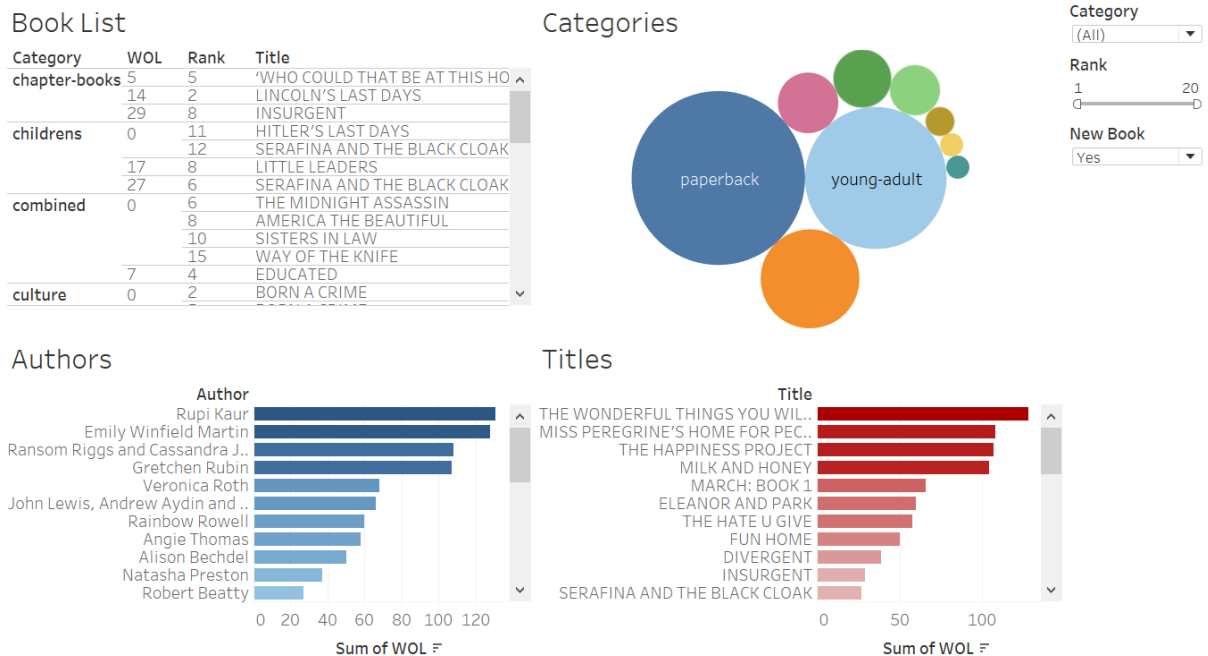 Book List
Category WOL Rank Title
chapter-books 5 5 ‘WHO COULD THAT BE AT THIS HO
14 2 LINCOLN’S LAST DAYS
29 8 INSURGENT
childrens 0 11 HITLER’S LAST DAYS
12 SERAFINA AND THE BLACK CLOAK
17 8 LITTLE LEADERS
27 6 SERAFINA AND THE BLACK CLOAK
combined 0 6 THE MIDNIGHT ASSASSIN
8 AMERICA THE BEAUTIFUL
10 SISTERS IN LAW
15 WAY OF THE KNIFE
7 4 EDUCATED
culture 0 2 BORN A CRIME
Categories
paperback
young-adult
Category
(All)
Rank
1 20
New Book
Yes
Authors
Author
Rupi Kaur
Emily Winfield Martin
Ransom Riggs and Cassandra J..
Gretchen Rubin
Veronica Roth
John Lewis, Andrew Aydin and ..
Rainbow Rowell
Angie Thomas
Alison Bechdel
Natasha Preston
Robert Beatty
0 20 40 60 80 100 120
Sum of WOL
Titles
Title
THE WONDERFUL THINGS YOU WIL..
MISS PEREGRINE’S HOME FOR PEC..
THE HAPPINESS PROJECT
MILK AND HONEY
MARCH: BOOK 1
ELEANOR AND PARK
THE HATE U GIVE
FUN HOME
DIVERGENT
INSURGENT
SERAFINA AND THE BLACK CLOAK
0 50 100
Sum of WOL